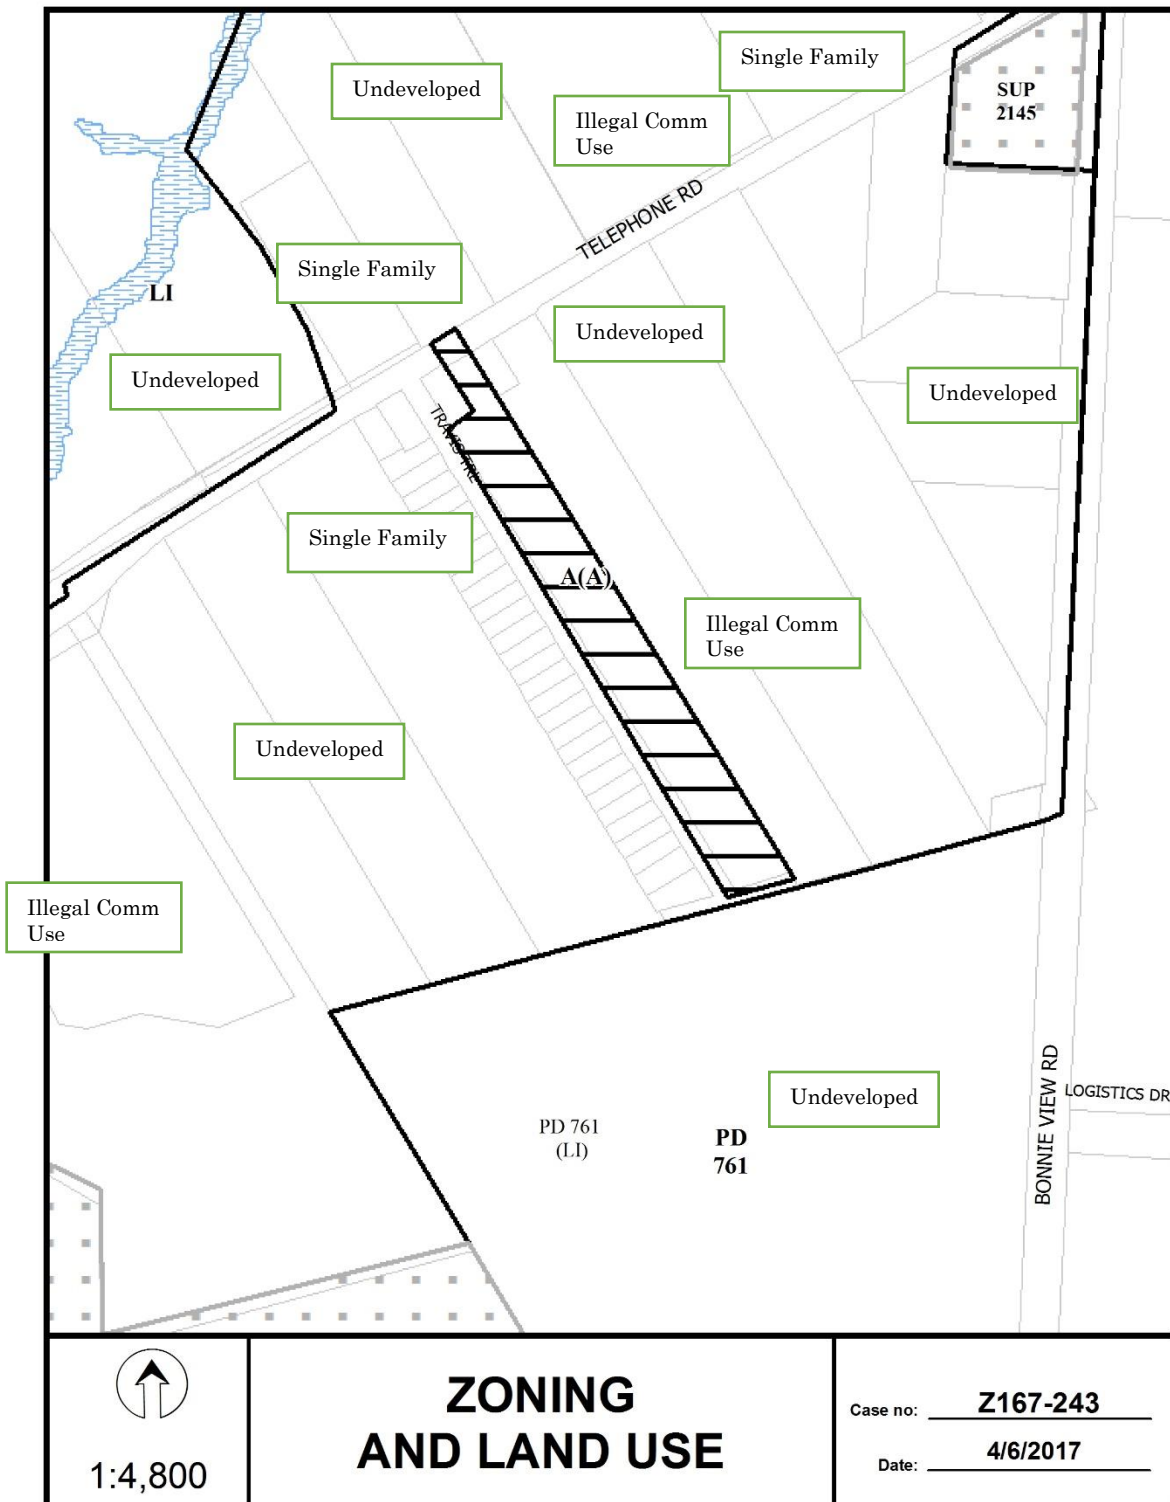 Single Family
Undeveloped
SUP
2145
Illegal Comm
Use
TELEPHONE RD
Single Family
LI
Undeveloped
Undeveloped
Undeveloped
TRAVIS TRL
Single Family
A(A)
Illegal Comm
Use
Undeveloped
Illegal Comm
Use
Undeveloped
BONNIE VIEW RD
LOGISTICS DR
PD 761
(LI)
PD
761
1:4,800
ZONING
AND LAND USE
Case no: Z167-243
Date: 4/6/2017